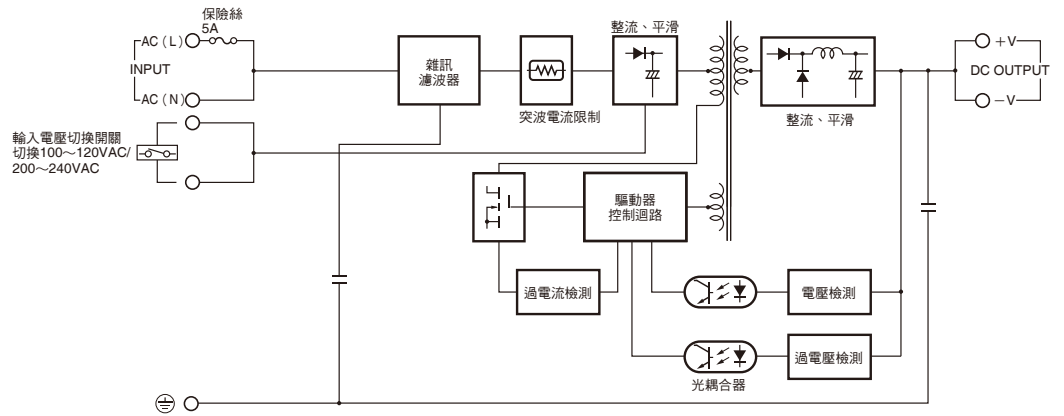 保險絲
5A
AC(L)
INPUT
AC(N)
輸入電壓切換開關
切換100～120VAC/
200～240VAC
雜訊
濾波器
突波電流限制
整流、平滑
整流、平滑
+V
DC OUTPUT
−V
驅動器
控制迴路
過電流檢測
電壓檢測
過電壓檢測
光耦合器